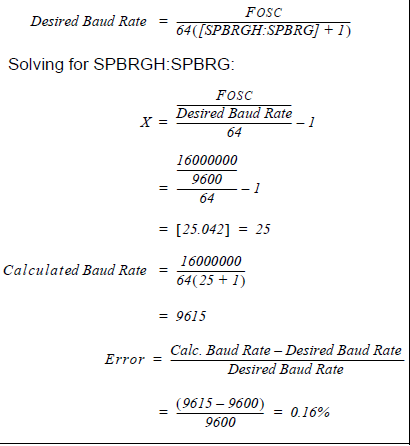 Desired Baud Rate = FOSC / 64([SPBRGH:SPBRG] + 1)
Solving for SPBRGH:SPBRG:
X = ((FOSC / Desired Baud Rate) / 64) – 1
= ((16000000 / 9600) / 64) – 1
= [25.042] = 25
Calculated Baud Rate = 16000000 / 64(25 + 1)
= 9615
Error = (Calc. Baud Rate – Desired Baud Rate) / Desired Baud Rate
= (9615 – 9600) / 9600 = 0.16%